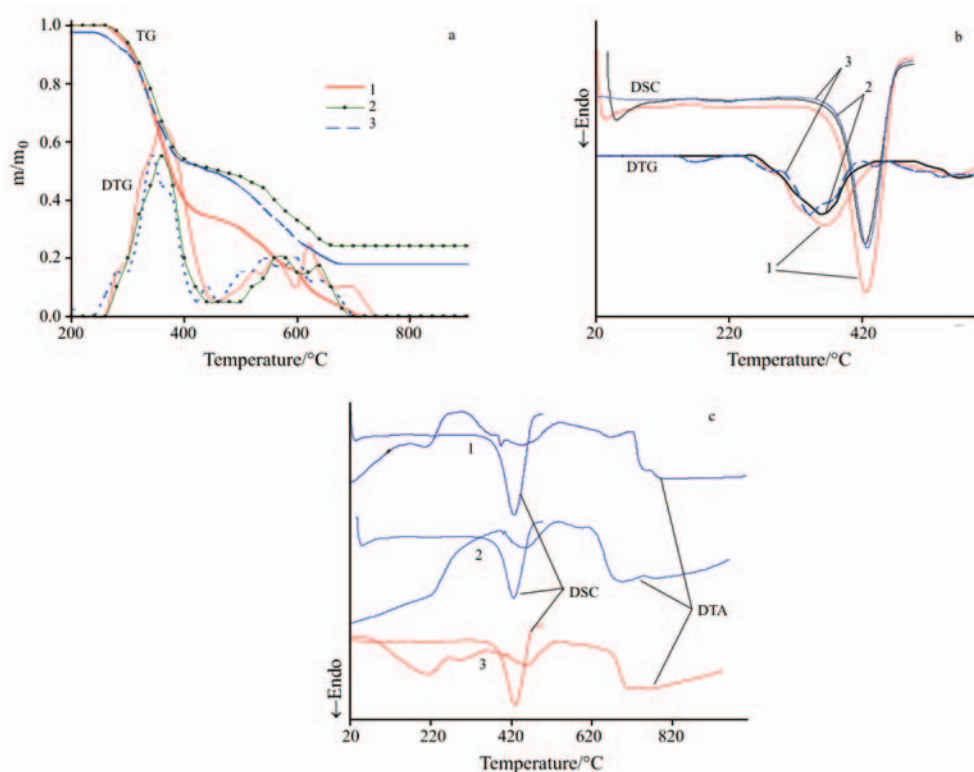 a
TG
1.0
0.8
0.6
0.4
0.2
0.0
m/m0
DTG
1
2
3
200 400 600 800
Temperature/°C
b
3
2
DSC
←Endo
DTG
1
20 220 420
Temperature/°C
c
1
2
DSC
DTA
3
←Endo
20 220 420 620 820
Temperature/°C